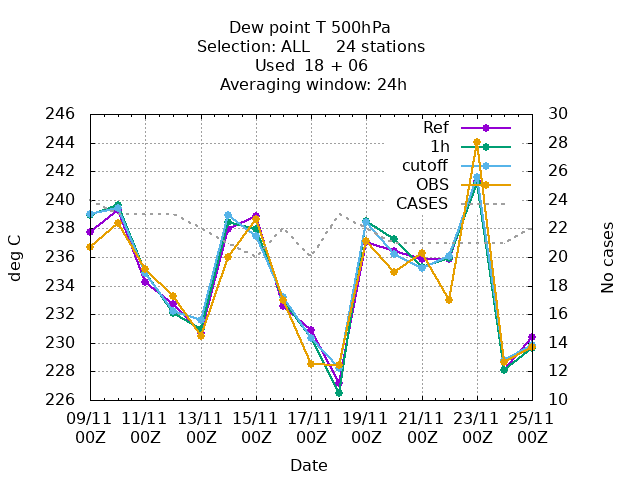 Dew point T 500hPa
Selection: ALL 24 stations
Used 18 + 06
Averaging window: 24h
246 30
244 28
242 26
240 24
238 22
236 20
234 18
232 16
230 14
228 12
226 10
Ref
1h
cutoff
OBS
CASES
deg C
No cases
09/11 11/11 13/11 15/11 17/11 19/11 21/11 23/11 25/11
00Z 00Z 00Z 00Z 00Z 00Z 00Z 00Z 00Z
Date